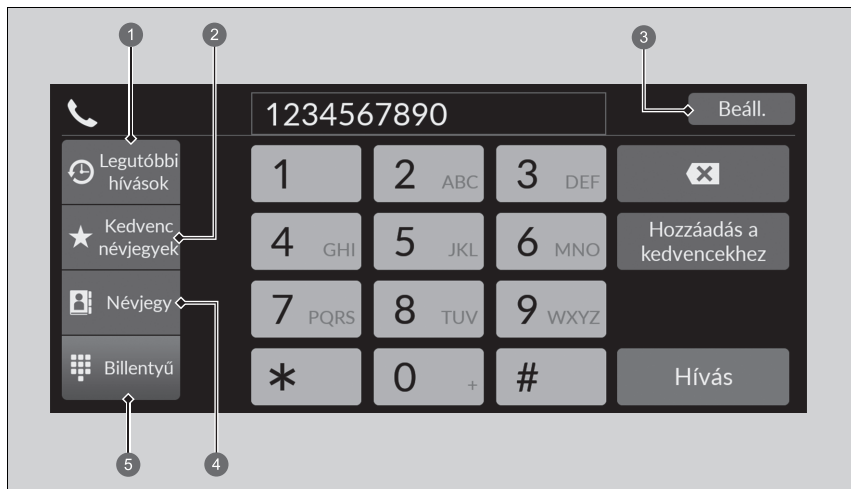 1 2 3
1234567890 Beáll.
Legutóbbi
hívások
Kedvenc
névjegyek
Névjegy
Billentyű
1 2 ABC 3 DEF
4 GHI 5 JKL 6 MNO
Hozzáadás a
kedvencekhez
7 PQRS 8 TUV 9 WXYZ
* 0 + # Hívás
5 4